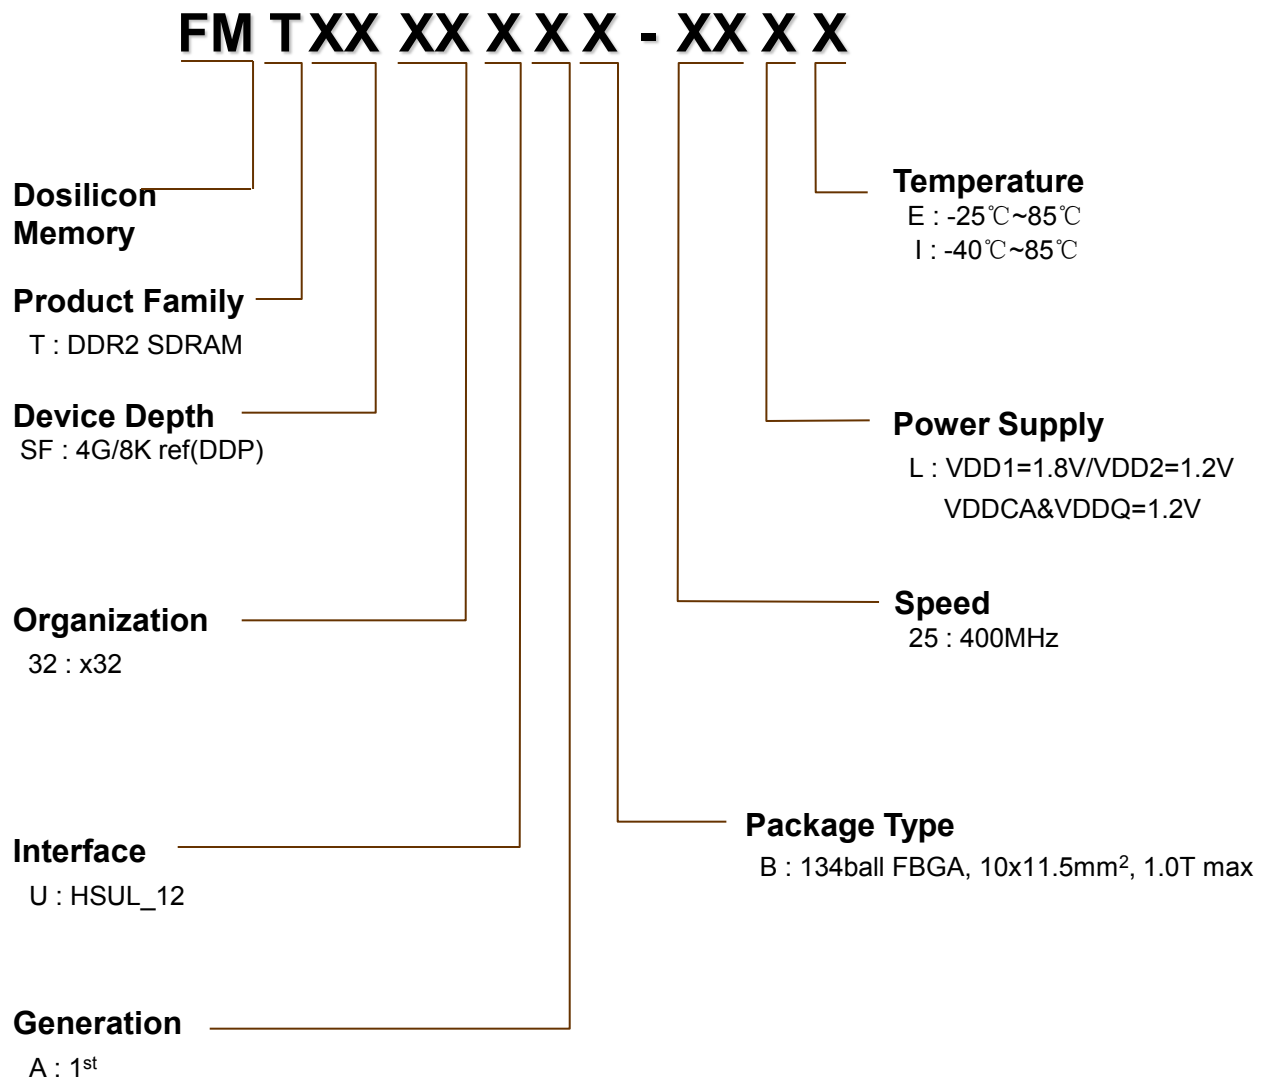 FM T XX XX X X X - XX X X
Dosilicon
Memory
Product Family
T : DDR2 SDRAM
Device Depth
SF : 4G/8K ref(DDP)
Organization
32 : x32
Interface
U : HSUL_12
Generation
A : 1st
Temperature
E : -25℃~85℃
I : -40℃~85℃
Power Supply
L : VDD1=1.8V/VDD2=1.2V
VDDCA&VDDQ=1.2V
Speed
25 : 400MHz
Package Type
B : 134ball FBGA, 10x11.5mm², 1.0T max